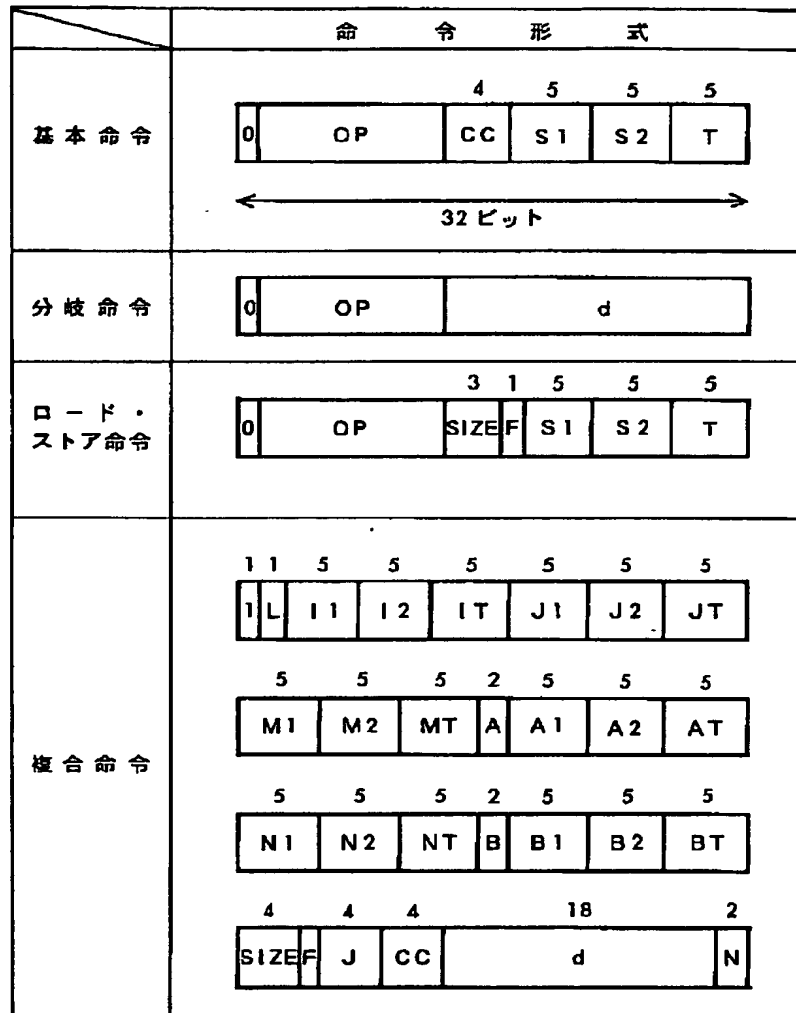 命令形式
基本命令
4 5 5 5
0 OP CC S1 S2 T
32 ビット
分岐命令
0 OP d
ロード・
ストア命令
3 1 5 5 5
0 OP SIZE F S1 S2 T
複合命令
1 1 5 5 5 5 5 5
1 L I1 I2 IT J1 J2 JT
5 5 5 2 5 5 5
M1 M2 MT A A1 A2 AT
5 5 5 2 5 5 5
N1 N2 NT B B1 B2 BT
4 4 4 18 2
SIZE F J CC d N